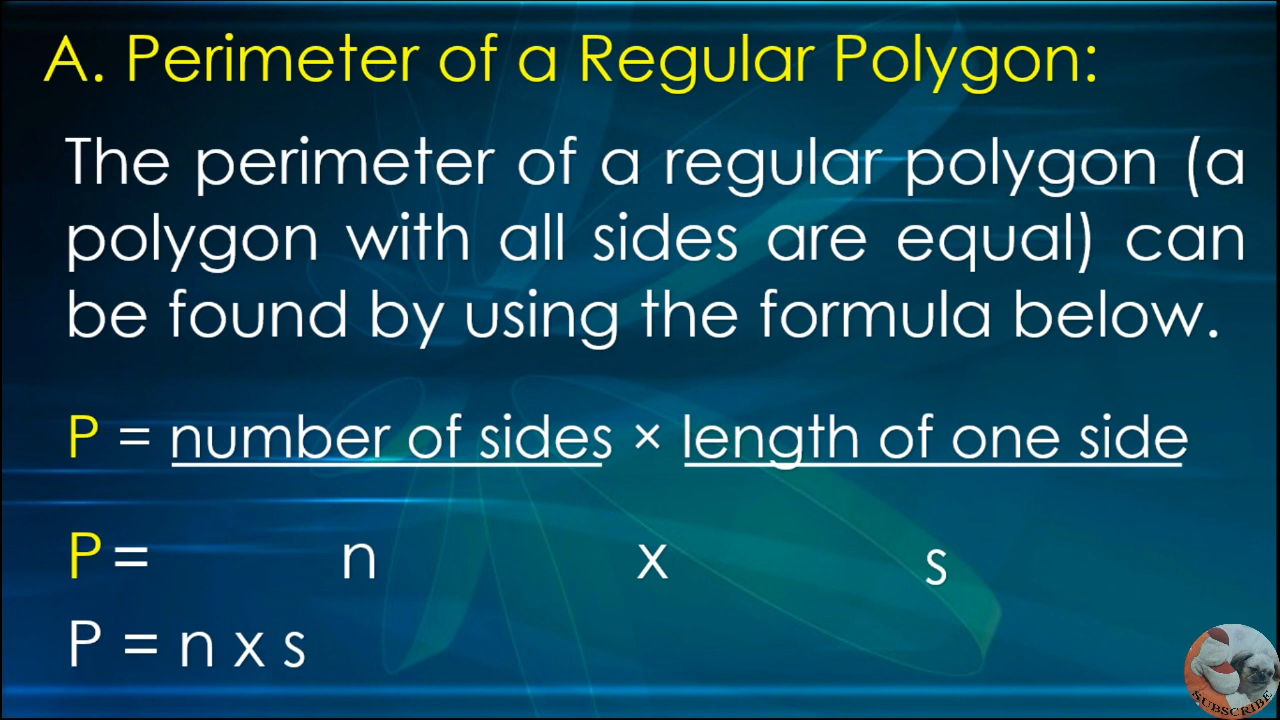 A. Perimeter of a Regular Polygon:
The perimeter of a regular polygon (a
polygon with all sides are equal) can
be found by using the formula below.
P = number of sides × length of one side
P = n x s
P = n x s
SUBSCRIBE